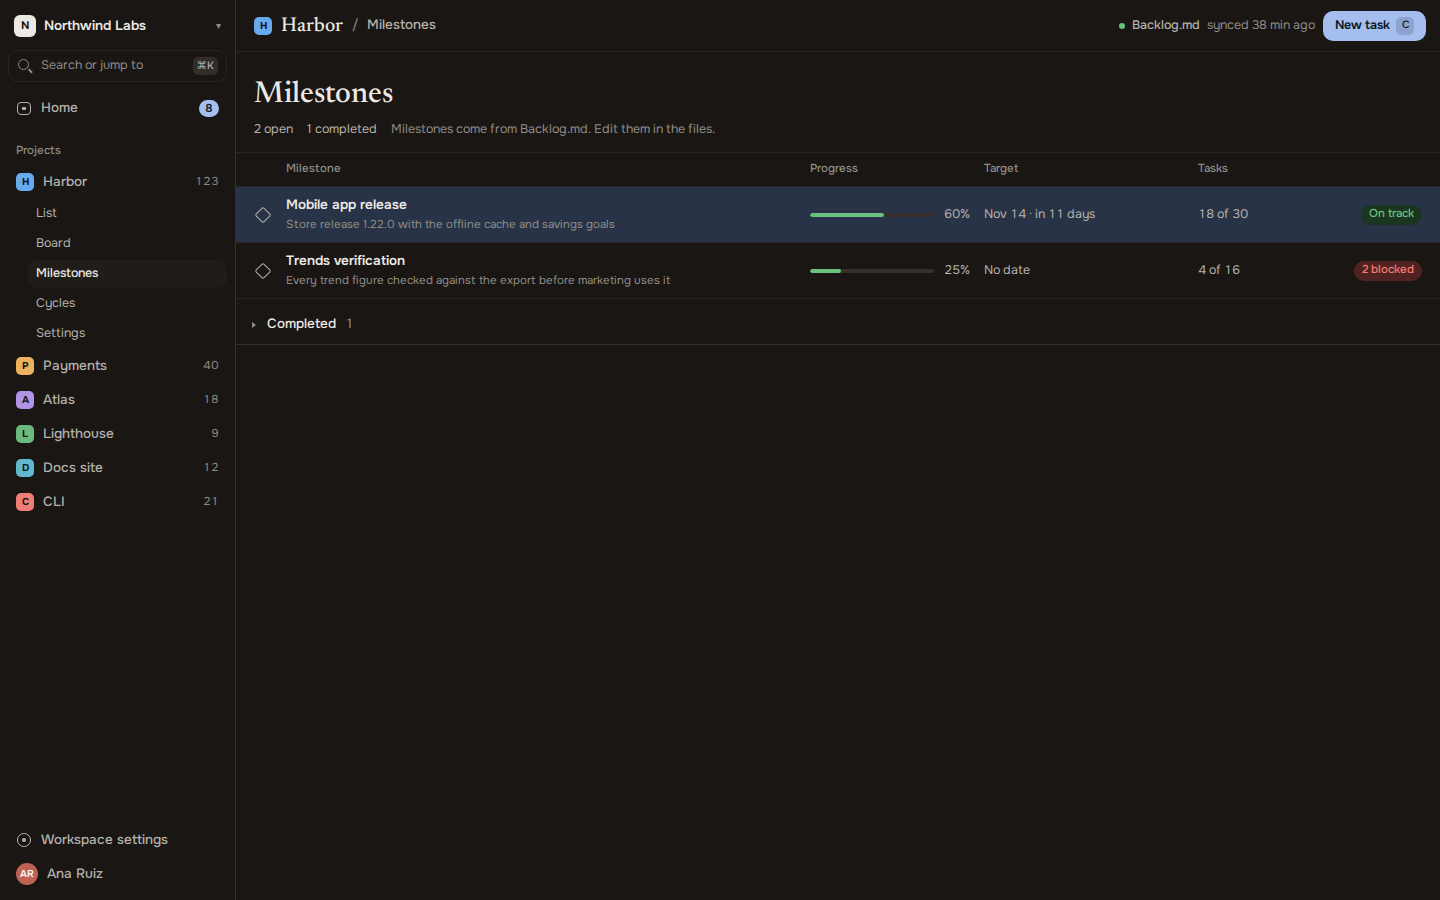 N Northwind Labs
Search or jump to ⌘K
Home 8
Projects
H Harbor 123
List
Board
Milestones
Cycles
Settings
P Payments 40
A Atlas 18
L Lighthouse 9
D Docs site 12
C CLI 21
Workspace settings
AR Ana Ruiz
H Harbor / Milestones
Backlog.md synced 38 min ago
New task C
Milestones
2 open 1 completed Milestones come from Backlog.md. Edit them in the files.
Milestone Progress Target Tasks
Mobile app release
Store release 1.22.0 with the offline cache and savings goals
60% Nov 14 · in 11 days 18 of 30 On track
Trends verification
Every trend figure checked against the export before marketing uses it
25% No date 4 of 16 2 blocked
Completed 1